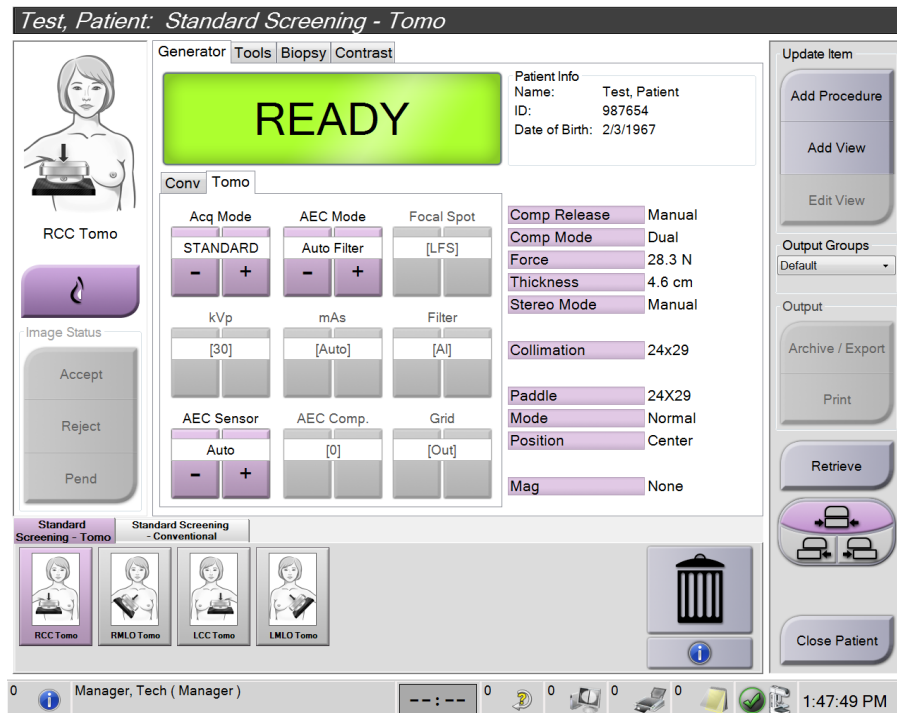 Test, Patient:  Standard Screening - Tomo
Generator
Tools
Biopsy
Contrast
READY
Patient Info
Name: Test, Patient
ID: 987654
Date of Birth: 2/3/1967
RCC Tomo
Image Status
Accept
Reject
Pend
Conv
Tomo
Acq Mode
STANDARD
- +
AEC Mode
Auto Filter
- +
Focal Spot
[LFS]
kVp
[30]
mAs
[Auto]
Filter
[Al]
AEC Sensor
Auto
- +
AEC Comp.
[0]
Grid
[Out]
Comp Release Manual
Comp Mode Dual
Force 28.3 N
Thickness 4.6 cm
Stereo Mode Manual
Collimation 24x29
Paddle 24X29
Mode Normal
Position Center
Mag None
Update Item
Add Procedure
Add View
Edit View
Output Groups
Default
Output
Archive / Export
Print
Retrieve
Close Patient
Standard
Screening - Tomo
Standard Screening
- Conventional
RCC Tomo
RMLO Tomo
LCC Tomo
LMLO Tomo
0
Manager, Tech ( Manager )
--:--
0
0
0
0
1:47:49 PM